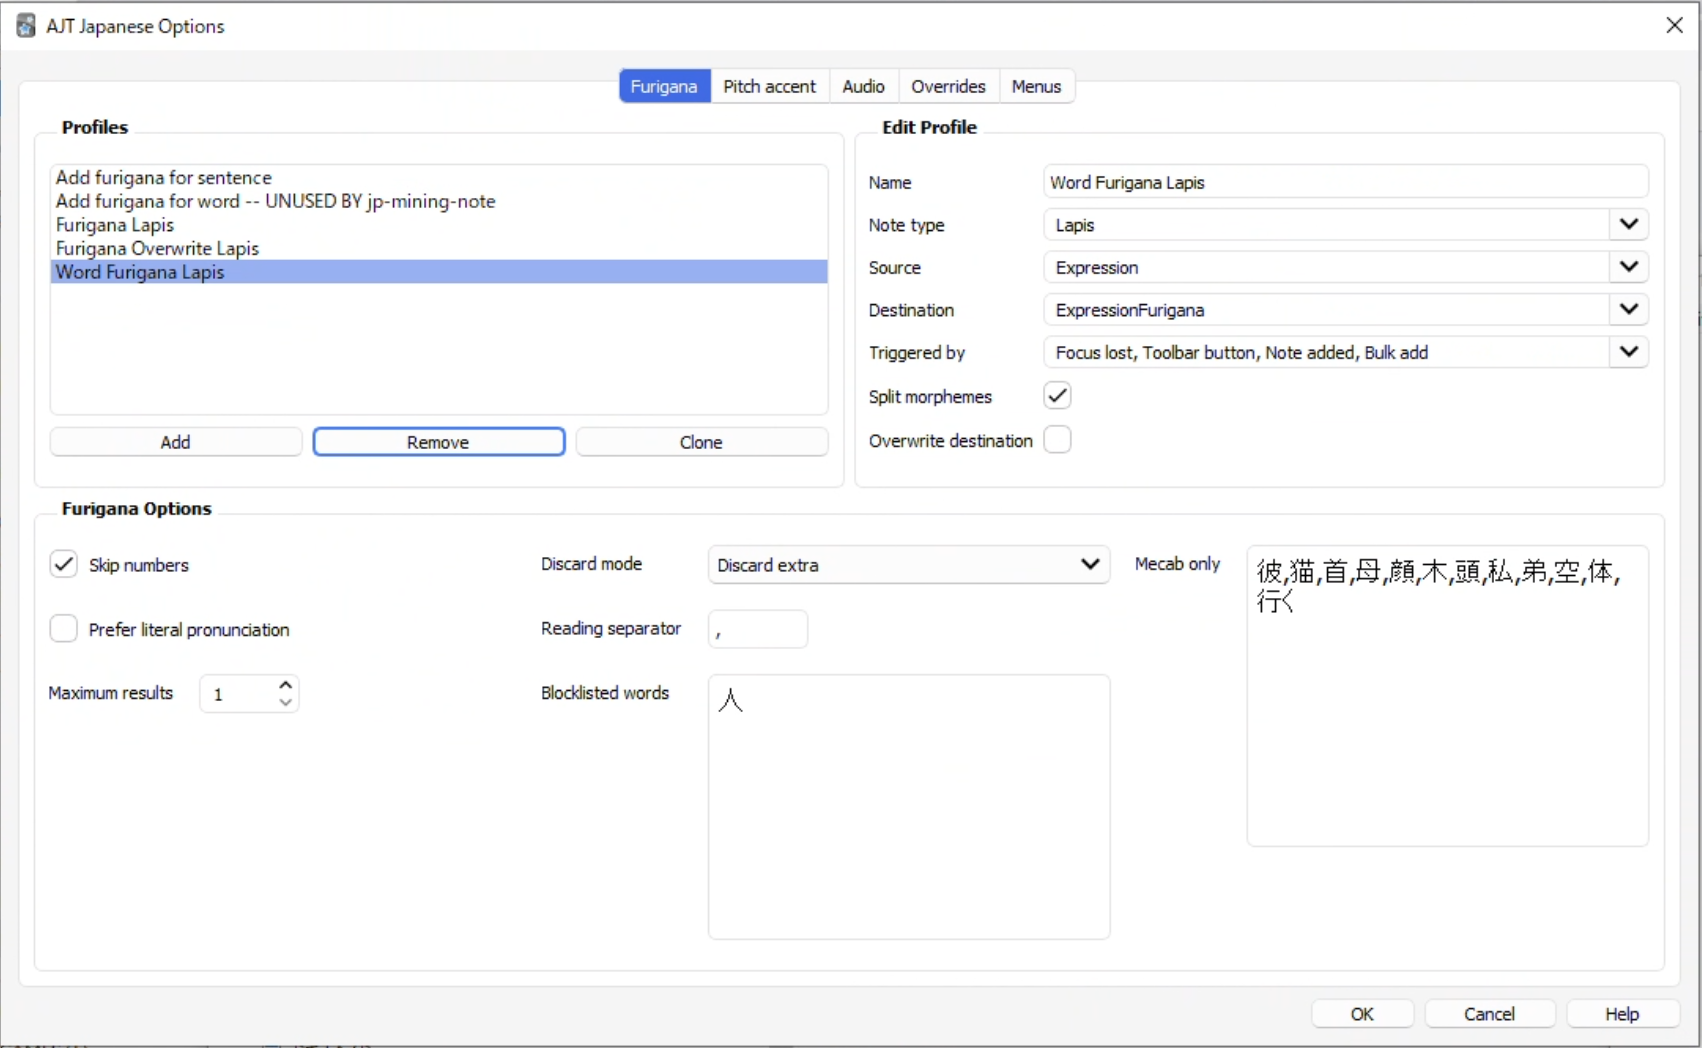 AJT Japanese Options
Furigana
Pitch accent
Audio
Overrides
Menus
Profiles
Add furigana for sentence
Add furigana for word -- UNUSED BY jp-mining-note
Furigana Lapis
Furigana Overwrite Lapis
Word Furigana Lapis
Add
Remove
Clone
Edit Profile
Name
Word Furigana Lapis
Note type
Lapis
Source
Expression
Destination
ExpressionFurigana
Triggered by
Focus lost, Toolbar button, Note added, Bulk add
Split morphemes
Overwrite destination
Furigana Options
Skip numbers
Prefer literal pronunciation
Maximum results
1
Discard mode
Discard extra
Reading separator
,
Blocklisted words
人
Mecab only
彼,猫,首,母,顔,木,頭,私,弟,空,体,
行く
OK
Cancel
Help